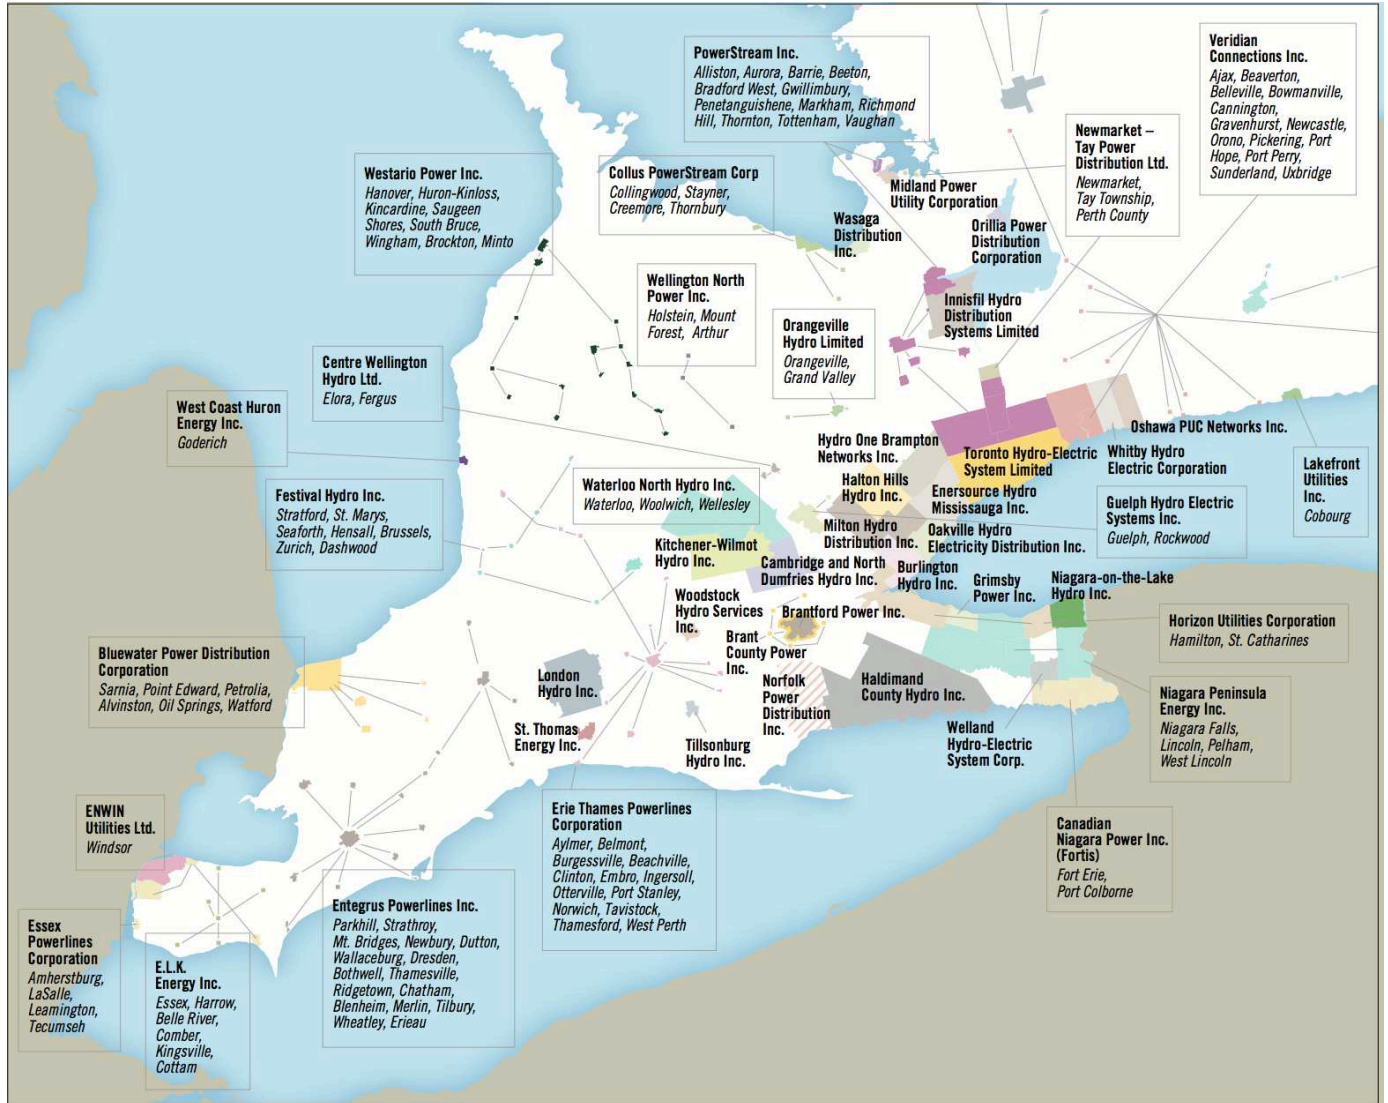 PowerStream Inc.
Alliston, Aurora, Barrie, Beeton,
Bradford West, Gwillimbury,
Penetanguishene, Markham, Richmond
Hill, Thornton, Tottenham, Vaughan
Veridian
Connections Inc.
Ajax, Beaverton,
Belleville, Bowmanville,
Cannington,
Gravenhurst, Newcastle,
Orono, Pickering, Port
Hope, Port Perry,
Sunderland, Uxbridge
Newmarket –
Tay Power
Distribution Ltd.
Newmarket,
Tay Township,
Perth County
Westario Power Inc.
Hanover, Huron-Kinloss,
Kincardine, Saugeen
Shores, South Bruce,
Wingham, Brockton, Minto
Collus PowerStream Corp
Collingwood, Stayner,
Creemore, Thornbury
Midland Power
Utility Corporation
Wasaga
Distribution
Inc.
Orillia Power
Distribution
Corporation
Wellington North
Power Inc.
Holstein, Mount
Forest, Arthur
Innisfil Hydro
Distribution
Systems Limited
Orangeville
Hydro Limited
Orangeville,
Grand Valley
Centre Wellington
Hydro Ltd.
Elora, Fergus
West Coast Huron
Energy Inc.
Goderich
Hydro One Brampton
Networks Inc.
Toronto Hydro-Electric
System Limited
Oshawa PUC Networks Inc.
Whitby Hydro
Electric Corporation
Lakefront
Utilities
Inc.
Cobourg
Festival Hydro Inc.
Stratford, St. Marys,
Seaforth, Hensall, Brussels,
Zurich, Dashwood
Waterloo North Hydro Inc.
Waterloo, Woolwich, Wellesley
Halton Hills
Hydro Inc.
Enersource Hydro
Mississauga Inc.
Guelph Hydro Electric
Systems Inc.
Guelph, Rockwood
Milton Hydro
Distribution Inc.
Oakville Hydro
Electricity Distribution Inc.
Kitchener-Wilmot
Hydro Inc.
Cambridge and North
Dumfries Hydro Inc.
Burlington
Hydro Inc.
Grimsby
Power Inc.
Niagara-on-the-Lake
Hydro Inc.
Woodstock
Hydro Services
Inc.
Brantford Power Inc.
Horizon Utilities Corporation
Hamilton, St. Catharines
Brant
County Power
Inc.
Bluewater Power Distribution
Corporation
Sarnia, Point Edward, Petrolia,
Alvinston, Oil Springs, Watford
London
Hydro Inc.
Norfolk
Power
Distribution
Inc.
Haldimand
County Hydro Inc.
Niagara Peninsula
Energy Inc.
Niagara Falls,
Lincoln, Pelham,
West Lincoln
St. Thomas
Energy Inc.
Tillsonburg
Hydro Inc.
Welland
Hydro-Electric
System Corp.
ENWIN
Utilities Ltd.
Windsor
Erie Thames Powerlines
Corporation
Aylmer, Belmont,
Burgessville, Beachville,
Clinton, Embro, Ingersoll,
Otterville, Port Stanley,
Norwich, Tavistock,
Thamesford, West Perth
Canadian
Niagara Power Inc.
(Fortis)
Fort Erie,
Port Colborne
Essex
Powerlines
Corporation
Amherstburg,
LaSalle,
Leamington,
Tecumseh
E.L.K.
Energy Inc.
Essex, Harrow,
Belle River,
Comber,
Kingsville,
Cottam
Entegrus Powerlines Inc.
Parkhill, Strathroy,
Mt. Bridges, Newbury, Dutton,
Wallaceburg, Dresden,
Bothwell, Thamesville,
Ridgetown, Chatham,
Blenheim, Merlin, Tilbury,
Wheatley, Erieau